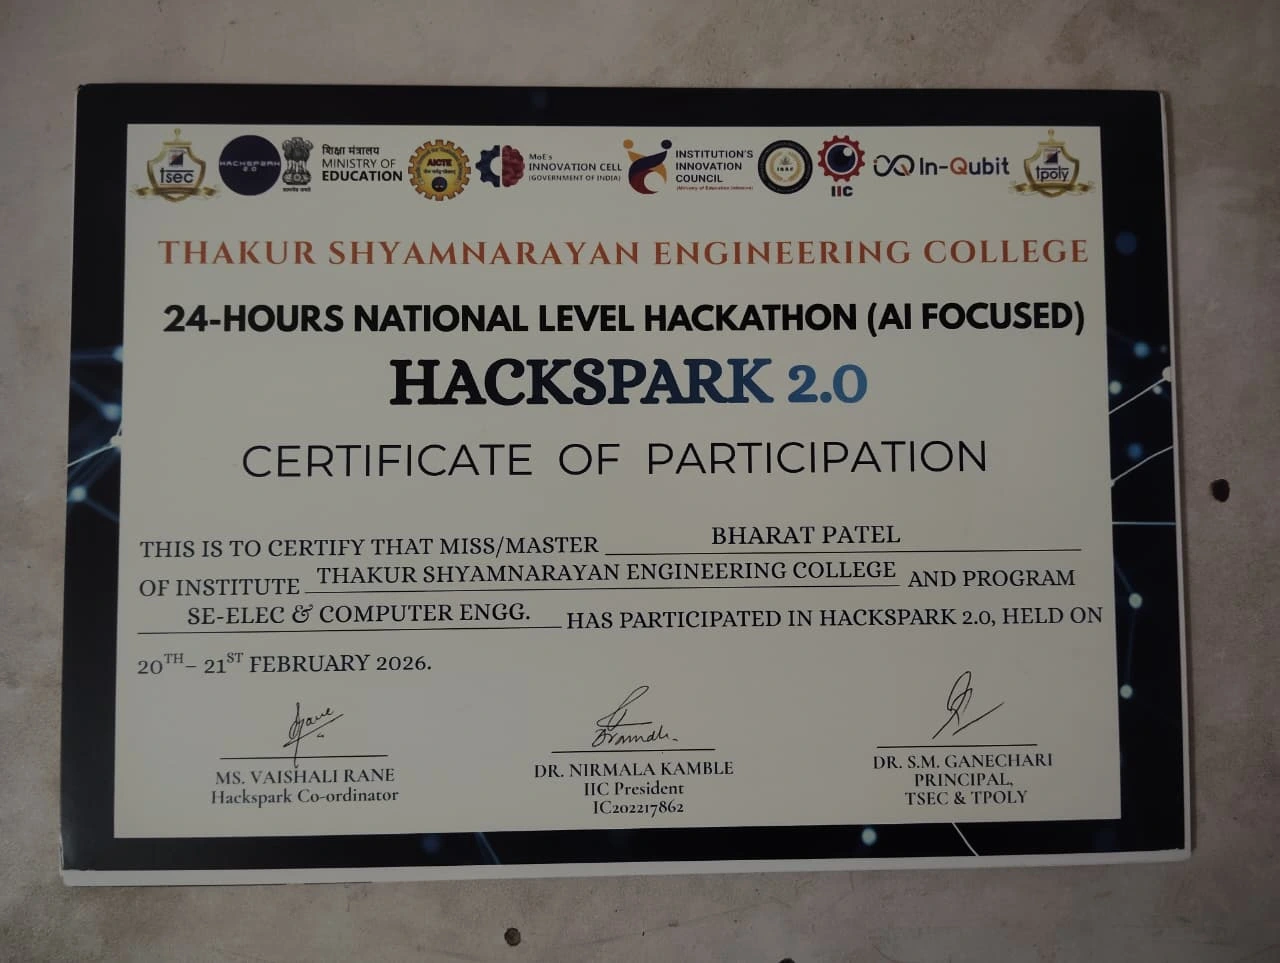 tsec
HACKSPARK 2.0
शिक्षा मंत्रालय
MINISTRY OF
EDUCATION
AICTE
MoE's
INNOVATION CELL
(GOVERNMENT OF INDIA)
INSTITUTION'S
INNOVATION
COUNCIL
(Ministry of Education Initiative)
IIC
In-Qubit
tpoly
THAKUR SHYAMNARAYAN ENGINEERING COLLEGE
24-HOURS NATIONAL LEVEL HACKATHON (AI FOCUSED)
HACKSPARK 2.0
CERTIFICATE OF PARTICIPATION
THIS IS TO CERTIFY THAT MISS/MASTER BHARAT PATEL
OF INSTITUTE THAKUR SHYAMNARAYAN ENGINEERING COLLEGE AND PROGRAM
SE-ELEC & COMPUTER ENGG. HAS PARTICIPATED IN HACKSPARK 2.0, HELD ON
20TH– 21ST FEBRUARY 2026.
MS. VAISHALI RANE
Hackspark Co-ordinator
DR. NIRMALA KAMBLE
IIC President
IC202217862
DR. S.M. GANECHARI
PRINCIPAL,
TSEC & TPOLY